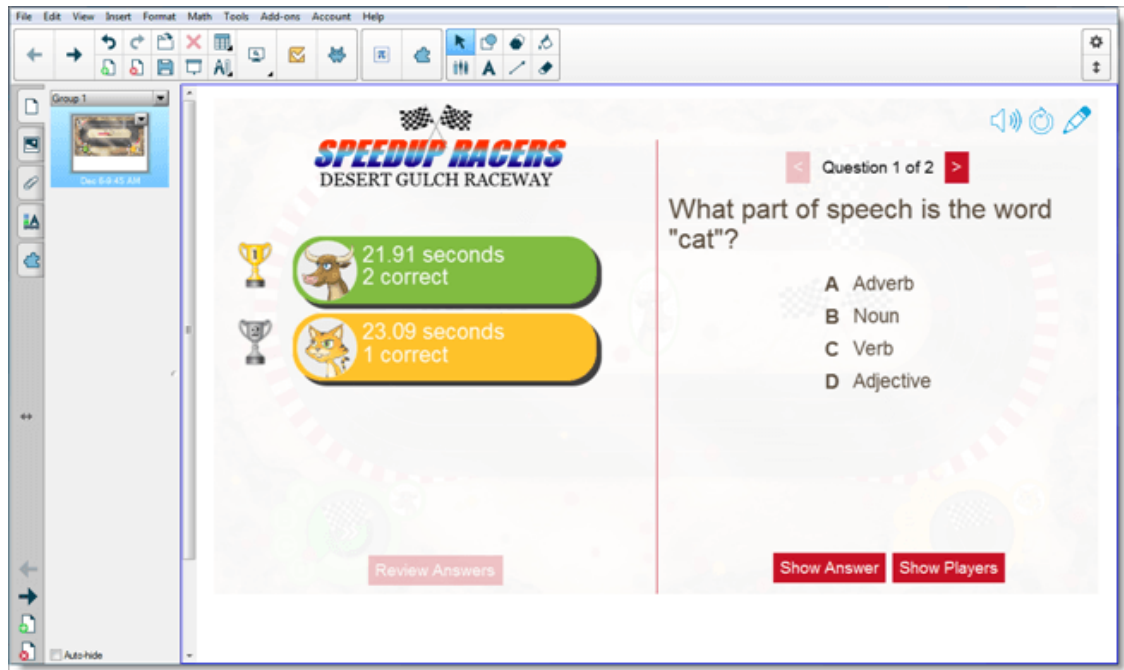 File Edit View Insert Format Math Tools Add-ons Account Help
Group 1
Dec 6-8:45 AM
SPEEDUP RACERS
DESERT GULCH RACEWAY
1
21.91 seconds
2 correct
2
23.09 seconds
1 correct
Review Answers
< Question 1 of 2 >
What part of speech is the word
"cat"?
A Adverb
B Noun
C Verb
D Adjective
Show Answer Show Players
Auto-hide